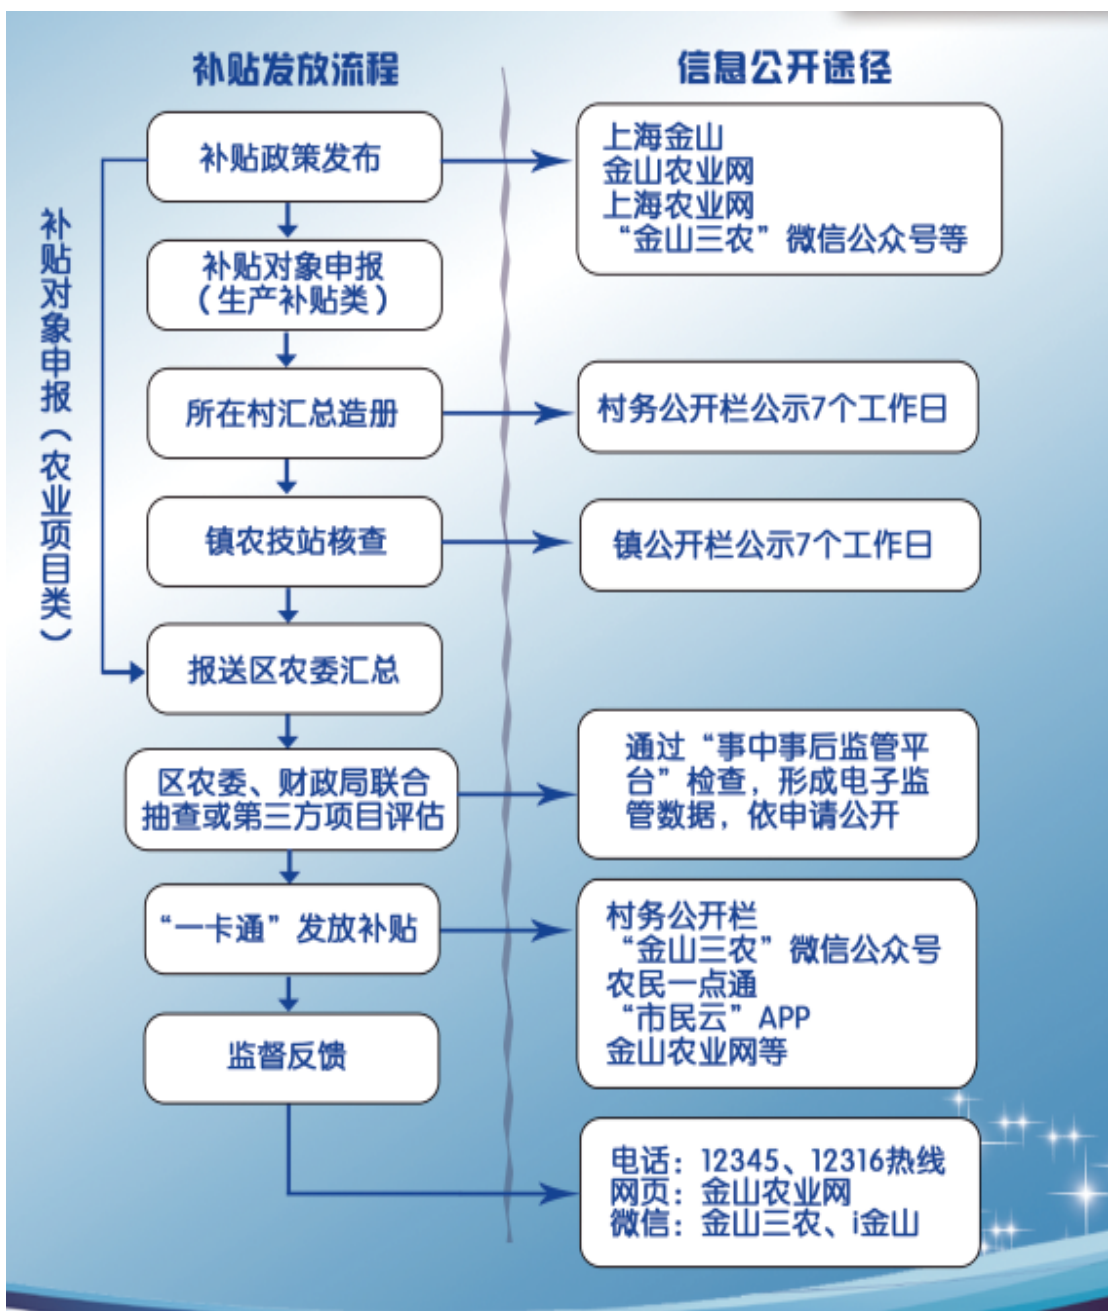 补贴发放流程
信息公开途径
补贴政策发布
上海金山
金山农业网
上海农业网
“金山三农”微信公众号等
补贴对象申报（农业项目类）
补贴对象申报
（生产补贴类）
所在村汇总造册
村务公开栏公示7个工作日
镇农技站核查
镇公开栏公示7个工作日
报送区农委汇总
区农委、财政局联合
抽查或第三方项目评估
通过“事中事后监管平
台”检查，形成电子监
管数据，依申请公开
“一卡通”发放补贴
村务公开栏
“金山三农”微信公众号
农民一点通
“市民云”APP
金山农业网等
监督反馈
电话：12345、12316热线
网页：金山农业网
微信：金山三农、i金山